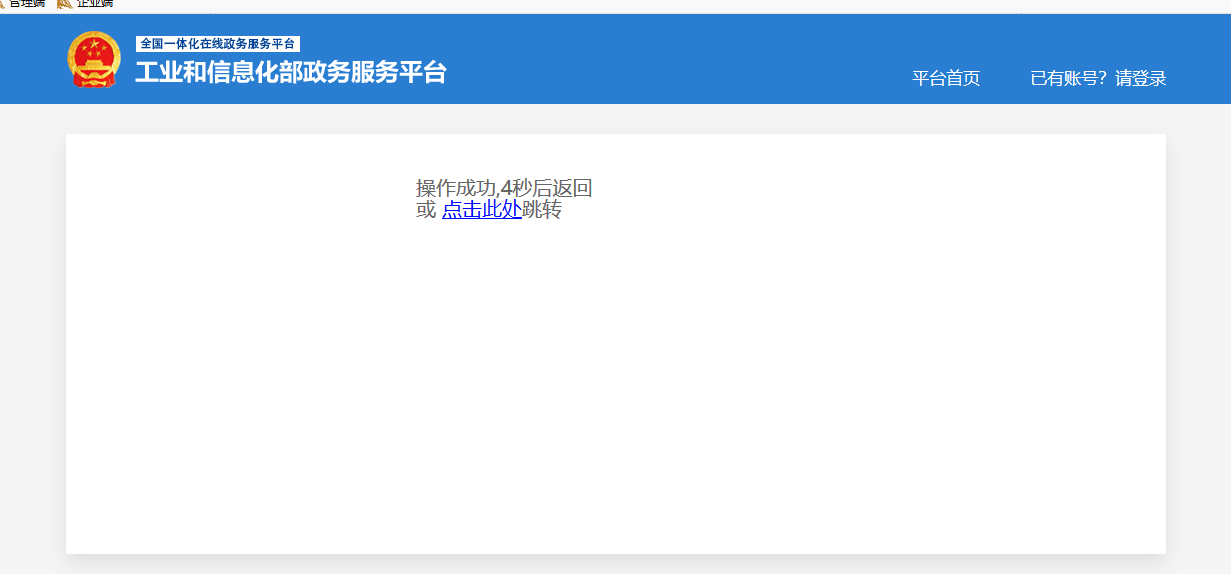 管理端 企业端
全国一体化在线政务服务平台
工业和信息化部政务服务平台
平台首页 已有账号？请登录
操作成功,4秒后返回
或 点击此处跳转